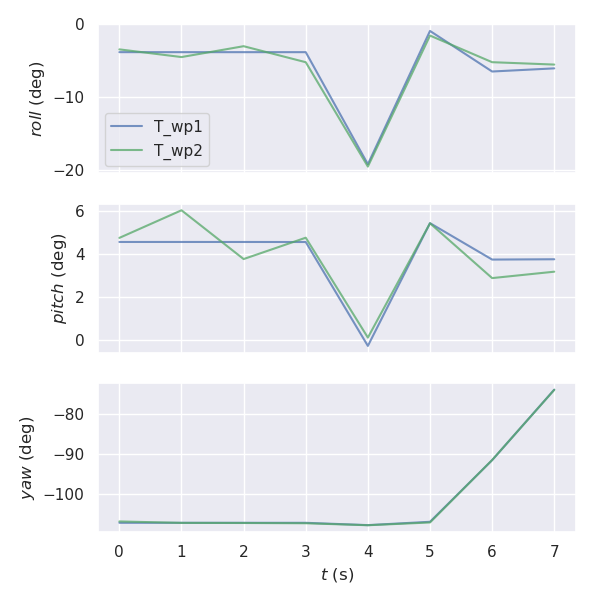 0
−10
−20
roll (deg)
T_wp1
T_wp2
6
4
2
0
pitch (deg)
−80
−90
−100
yaw (deg)
0 1 2 3 4 5 6 7
t (s)